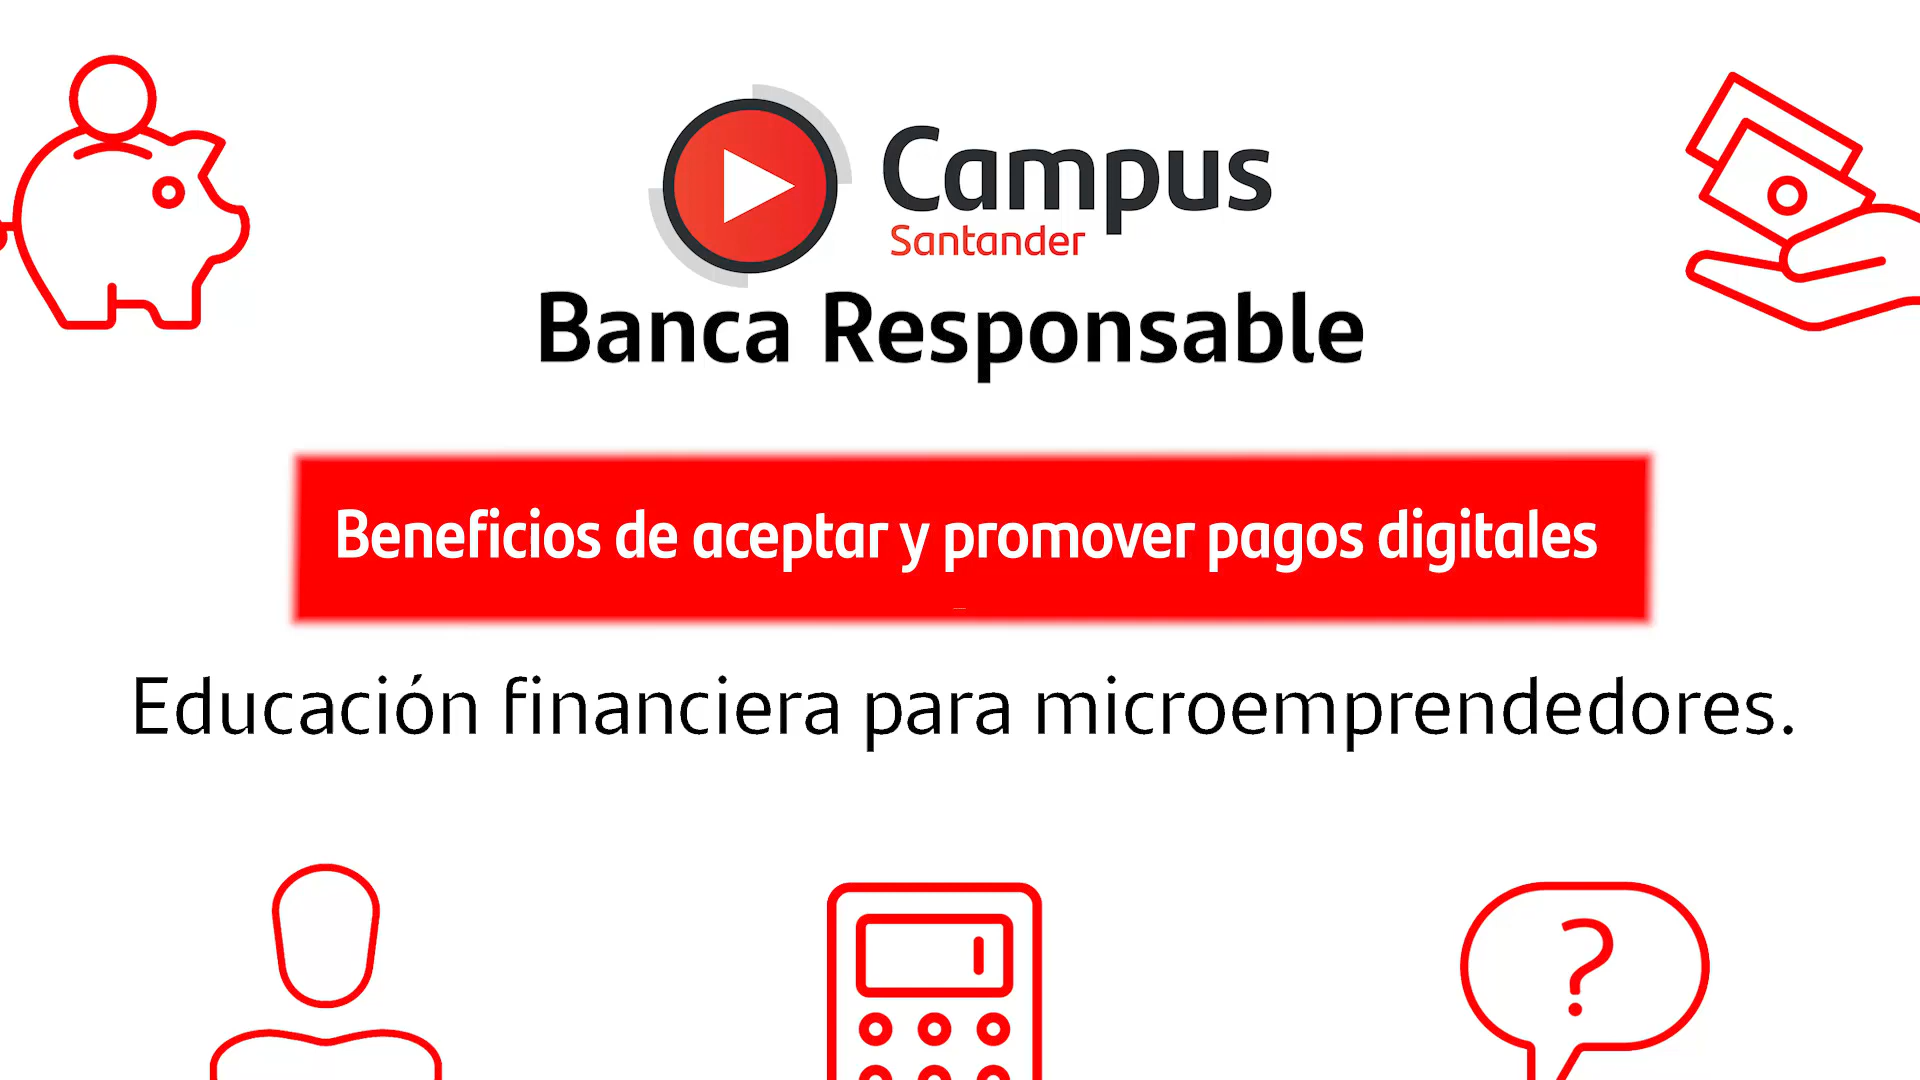 Campus
Santander
Banca Responsable
Beneficios de aceptar y promover pagos digitales
Educación financiera para microemprendedores.
?